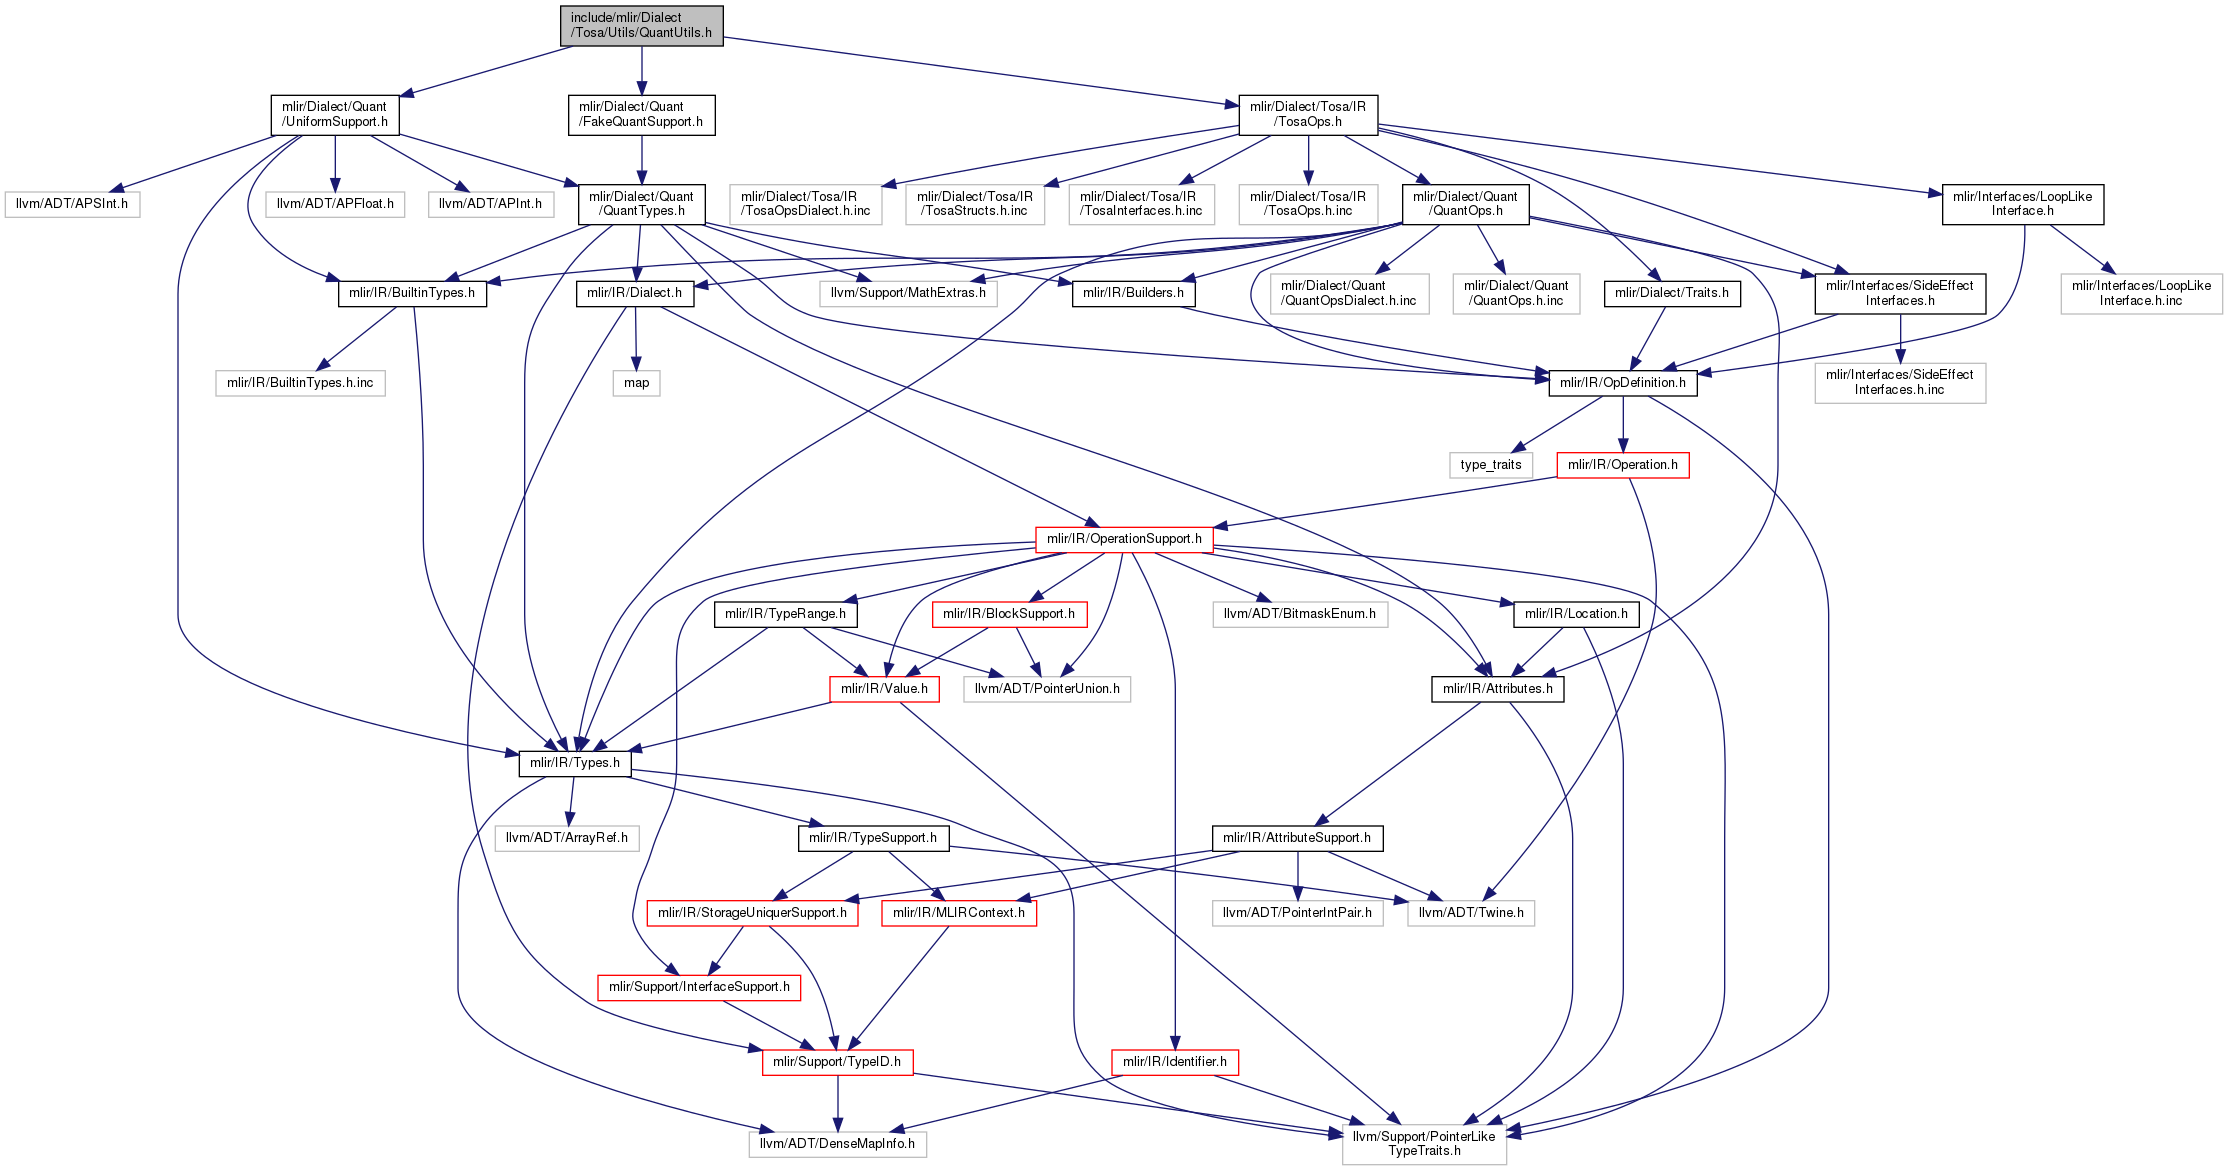 include/mlir/Dialect
/Tosa/Utils/QuantUtils.h
mlir/Dialect/Quant
/UniformSupport.h
mlir/Dialect/Quant
/FakeQuantSupport.h
mlir/Dialect/Tosa/IR
/TosaOps.h
llvm/ADT/APSInt.h
llvm/ADT/APFloat.h
llvm/ADT/APInt.h
mlir/Dialect/Quant
/QuantTypes.h
mlir/Dialect/Tosa/IR
/TosaOpsDialect.h.inc
mlir/Dialect/Tosa/IR
/TosaStructs.h.inc
mlir/Dialect/Tosa/IR
/TosaInterfaces.h.inc
mlir/Dialect/Tosa/IR
/TosaOps.h.inc
mlir/Dialect/Quant
/QuantOps.h
mlir/Interfaces/LoopLike
Interface.h
mlir/IR/BuiltinTypes.h
mlir/IR/Dialect.h
llvm/Support/MathExtras.h
mlir/IR/Builders.h
mlir/Dialect/Quant
/QuantOpsDialect.h.inc
mlir/Dialect/Quant
/QuantOps.h.inc
mlir/Dialect/Traits.h
mlir/Interfaces/SideEffect
Interfaces.h
mlir/Interfaces/LoopLike
Interface.h.inc
mlir/IR/BuiltinTypes.h.inc
map
mlir/IR/OpDefinition.h
mlir/Interfaces/SideEffect
Interfaces.h.inc
type_traits
mlir/IR/Operation.h
mlir/IR/OperationSupport.h
mlir/IR/TypeRange.h
mlir/IR/BlockSupport.h
llvm/ADT/BitmaskEnum.h
mlir/IR/Location.h
mlir/IR/Value.h
llvm/ADT/PointerUnion.h
mlir/IR/Attributes.h
mlir/IR/Types.h
llvm/ADT/ArrayRef.h
mlir/IR/TypeSupport.h
mlir/IR/AttributeSupport.h
mlir/IR/StorageUniquerSupport.h
mlir/IR/MLIRContext.h
llvm/ADT/PointerIntPair.h
llvm/ADT/Twine.h
mlir/Support/InterfaceSupport.h
mlir/Support/TypeID.h
mlir/IR/Identifier.h
llvm/ADT/DenseMapInfo.h
llvm/Support/PointerLike
TypeTraits.h